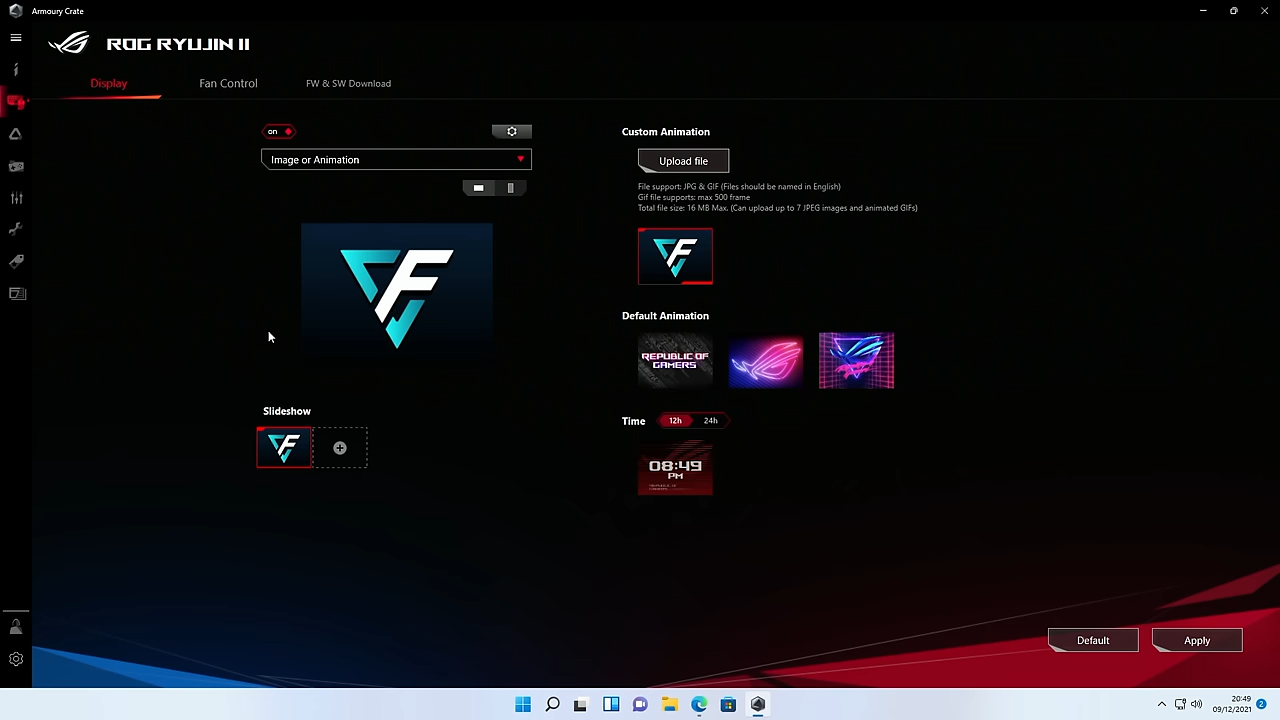 Armoury Crate
ROG RYUJIN II
Display
Fan Control
FW & SW Download
on
Image or Animation
Slideshow
Custom Animation
Upload file
File support: JPG & GIF (Files should be named in English)
Gif file supports: max 500 frame
Total file size: 16 MB Max. (Can upload up to 7 JPEG images and animated GIFs)
Default Animation
REPUBLIC OF
GAMERS
Time
12h
24h
08:49
PM
Default
Apply
20:49
09/12/2021
2